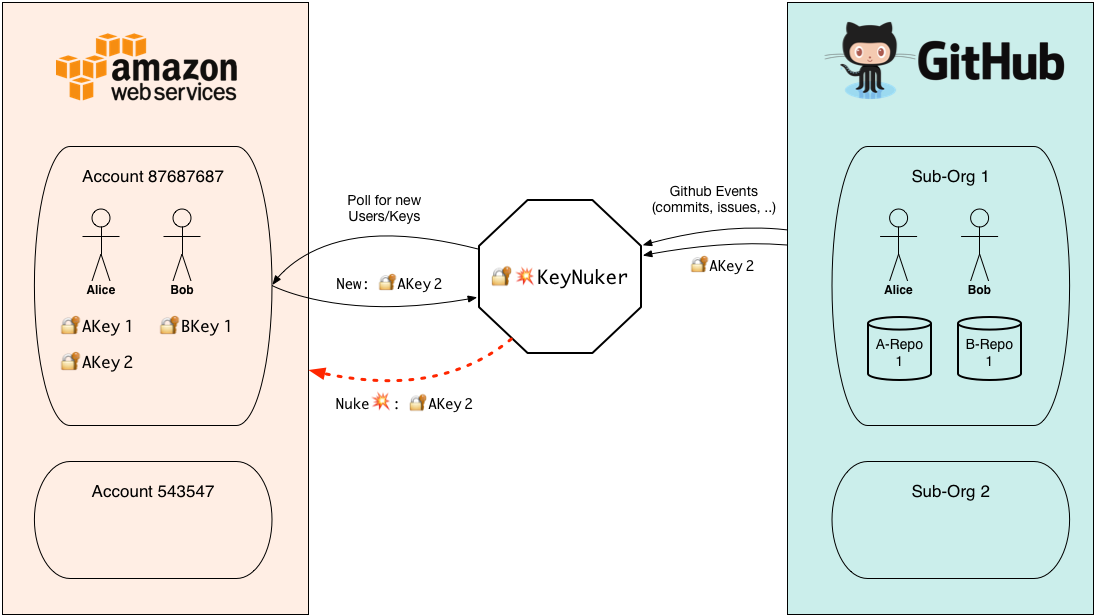 amazon
web services
Account 87687687
Alice
Bob
AKey 1
BKey 1
AKey 2
Account 543547
Poll for new
Users/Keys
New: AKey 2
KeyNuker
Nuke : AKey 2
Github Events
(commits, issues, ..)
AKey 2
GitHub
Sub-Org 1
Alice
Bob
A-Repo
1
B-Repo
1
Sub-Org 2